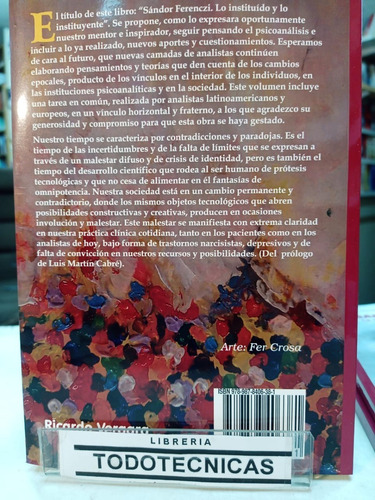 El título de este libro: "Sándor Ferenczi. Lo instituído y lo
instituyente". Se propone, como lo expresara oportunamente
nuestro mentor e inspirador, seguir pensando el psicoanálisis e
incluir a lo ya realizado, nuevos aportes y cuestionamientos. Esperamos
de cara al futuro, que nuevas camadas de analistas continúen
elaborando pensamientos y teorías que den cuenta de los cambios
epocales, producto de los vínculos en el interior de los individuos, en
las instituciones psicoanalíticas y en la sociedad. Este volumen incluye
una tarea en común, realizada por analistas latinoamericanos y
europeos, en un vínculo horizontal y fraterno, a los que agradezco su
generosidad y compromiso para que esta obra se haya gestado.
Nuestro tiempo se caracteriza por contradicciones y paradojas. Es el
tiempo de las incertidumbres y de la falta de límites que se expresan a
través de un malestar difuso y de crisis de identidad, pero es también el
tiempo del desarrollo científico que rodea al ser humano de prótesis
tecnológicas y que no cesa de alimentar en él fantasías de
omnipotencia. Nuestra sociedad está en un cambio permanente y
contradictorio, donde los mismos objetos tecnológicos que abren
posibilidades constructivas y creativas, producen en ocasiones
involución y malestar. Este malestar se manifiesta con extrema claridad
en nuestra práctica clínica cotidiana, tanto en los pacientes como en los
analistas de hoy, bajo forma de trastornos narcisistas, depresivos y de
falta de convicción en nuestros recursos y posibilidades. (Del prólogo
de Luis Martín Cabré).
Arte: Fer Crosa
Ricardo Vergara
LIBRERIA
TODOTECNICAS